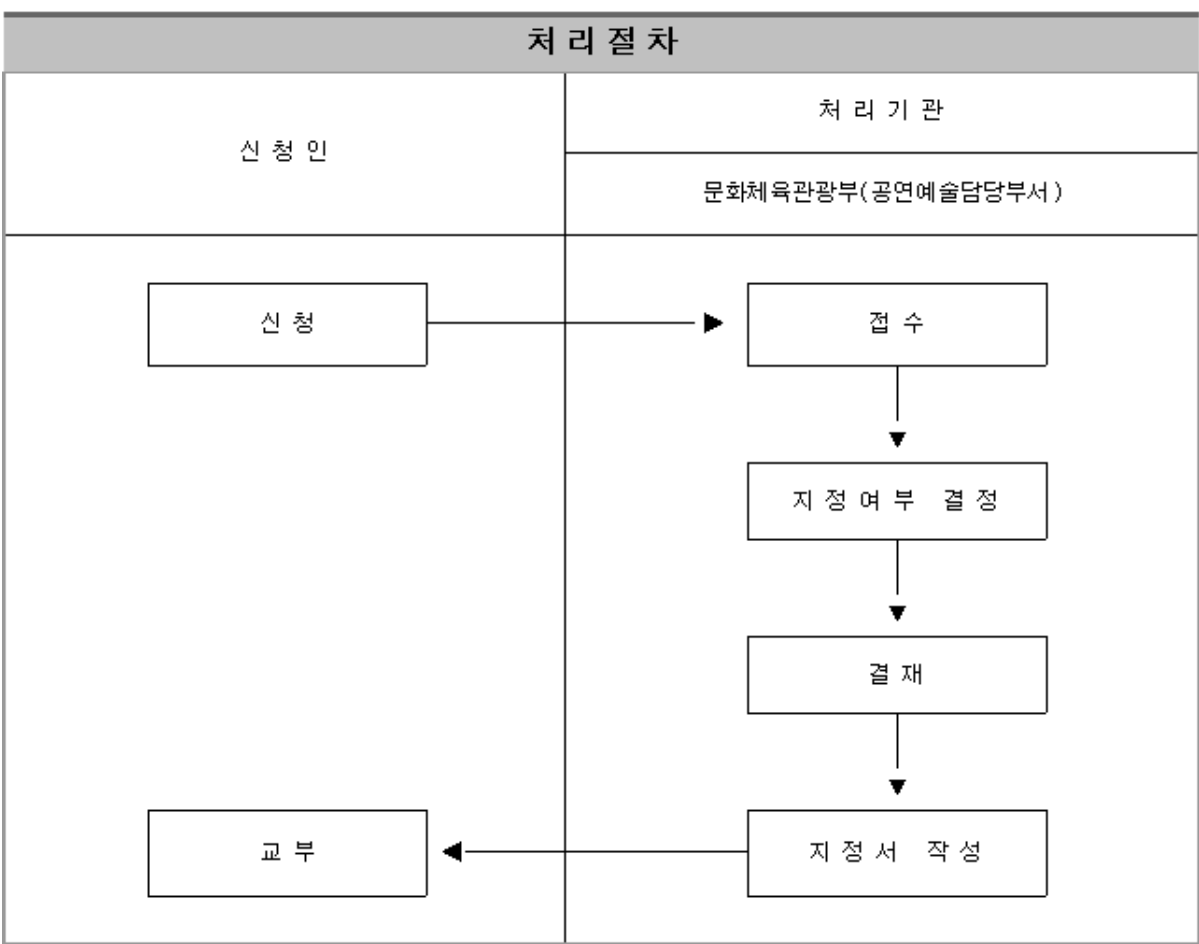 처리절차
신청인
처리기관
문화체육관광부(공연예술담당부서)
신청
접수
지정여부 결정
결재
교부
지정서 작성